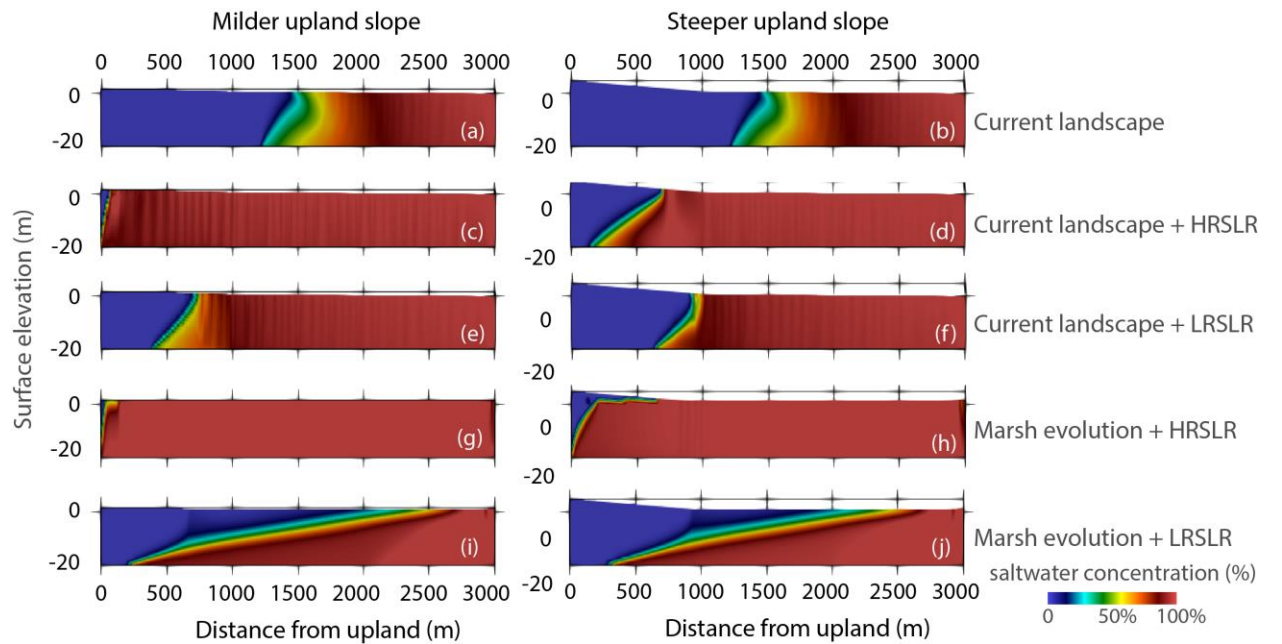 Milder upland slope Steeper upland slope
0 500 1000 1500 2000 2500 3000 0 500 1000 1500 2000 2500 3000
0 -20 (a) 0 -20 (b) Current landscape
0 -20 (c) 0 -20 (d) Current landscape + HRSLR
Surface elevation (m)
0 -20 (e) 0 -20 (f) Current landscape + LRSLR
0 -20 (g) 0 -20 (h) Marsh evolution + HRSLR
0 -20 (i) 0 -20 (j) Marsh evolution + LRSLR
saltwater concentration (%)
0 50% 100%
0 500 1000 1500 2000 2500 3000 0 500 1000 1500 2000 2500 3000
Distance from upland (m) Distance from upland (m)